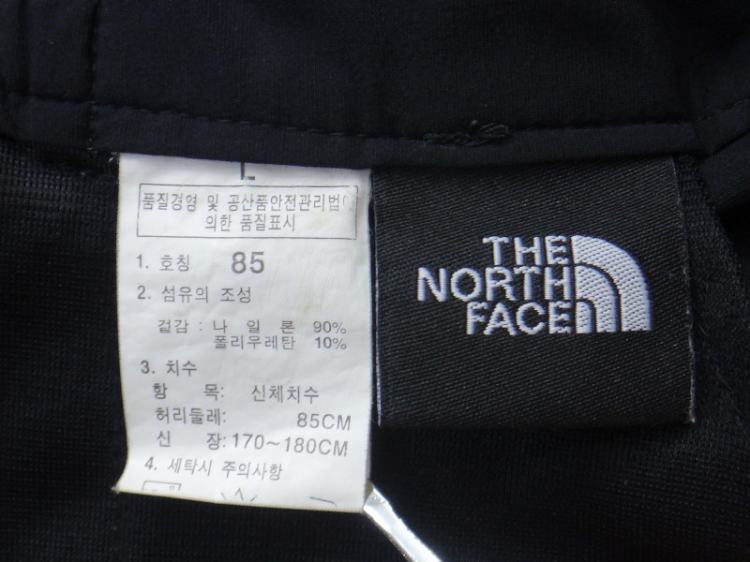 L
품질경영 및 공산품안전관리법에
의한 품질표시
1. 호칭 85
2. 섬유의 조성
겉감 : 나 일 론 90%
폴리우레탄 10%
3. 치수
항 목: 신체치수
허리둘레: 85CM
신 장: 170~180CM
4. 세탁시 주의사항
THE
NORTH
FACE